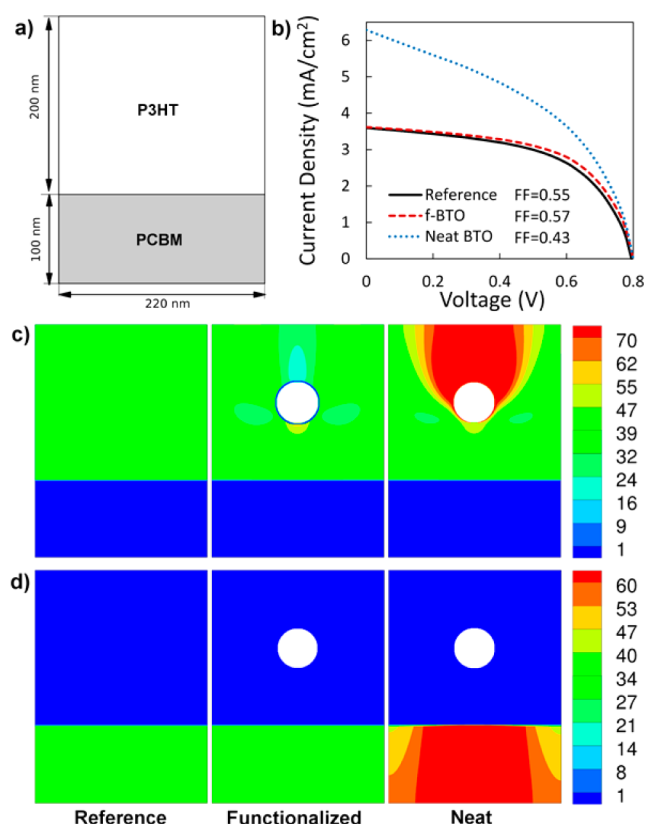 a)
200 nm
P3HT
100 nm
PCBM
220 nm
b)
Current Density (mA/cm²)
6
5
4
3
2
1
0
Reference FF=0.55
f-BTO FF=0.57
Neat BTO FF=0.43
0 0.2 0.4 0.6 0.8
Voltage (V)
c)
70
62
55
47
39
32
24
16
9
1
d)
60
53
47
40
34
27
21
14
8
1
Reference Functionalized Neat